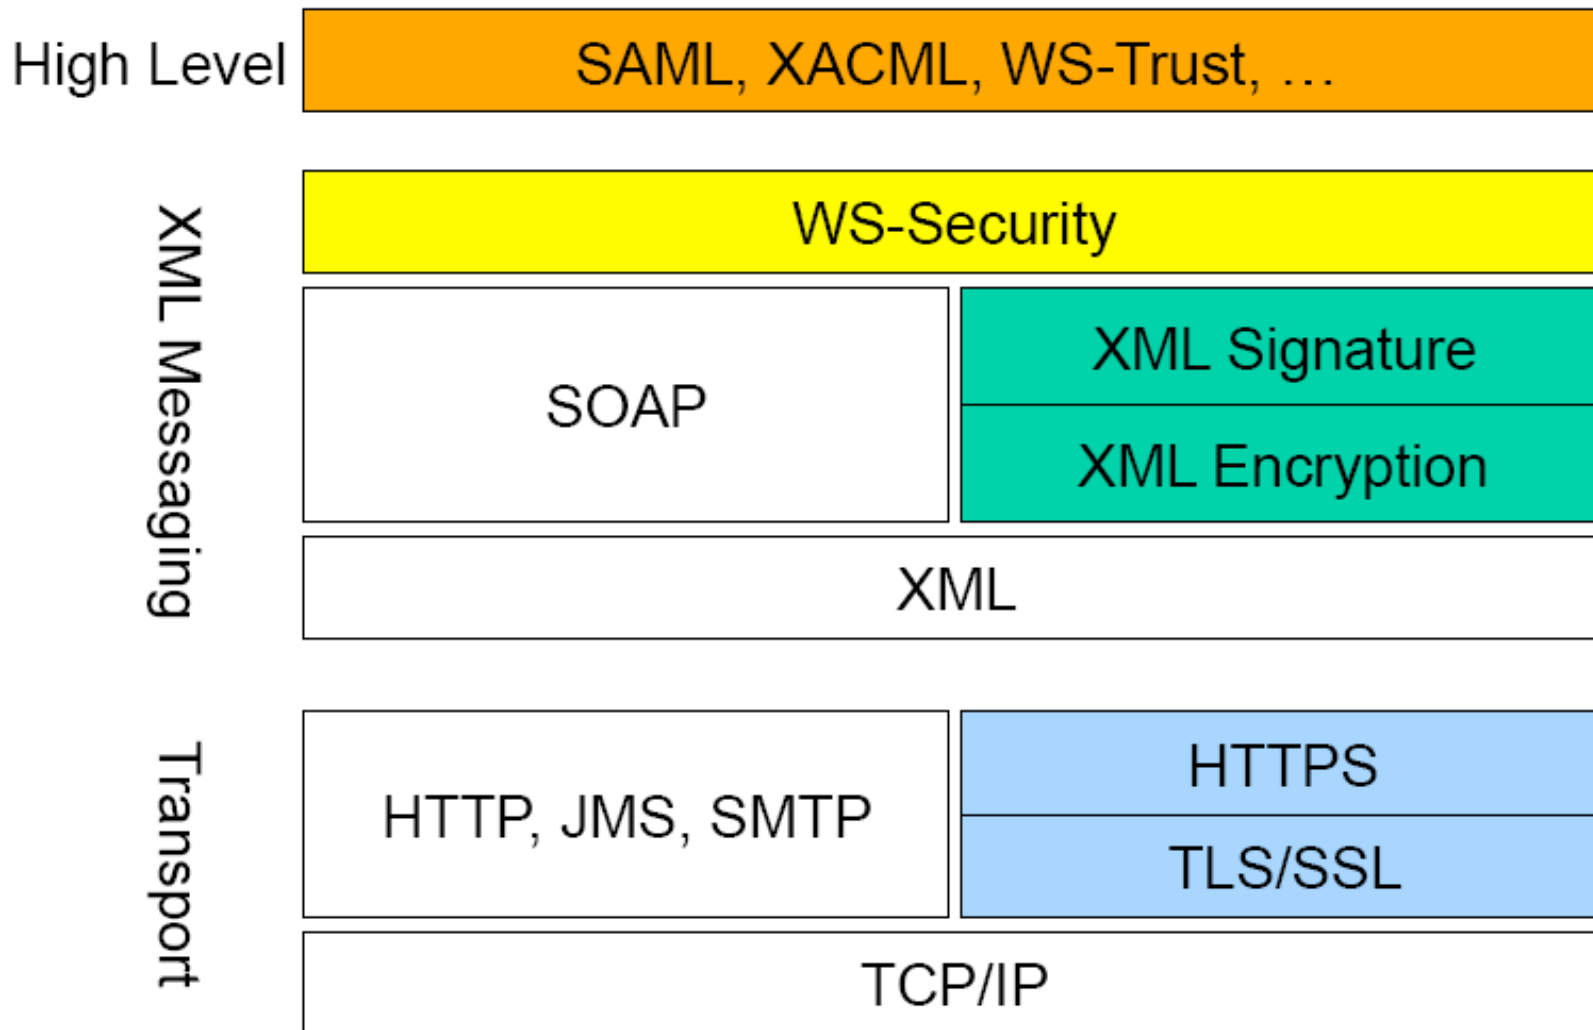 High Level
SAML, XACML, WS-Trust, …
XML Messaging
WS-Security
SOAP
XML Signature
XML Encryption
XML
Transport
HTTP, JMS, SMTP
HTTPS
TLS/SSL
TCP/IP